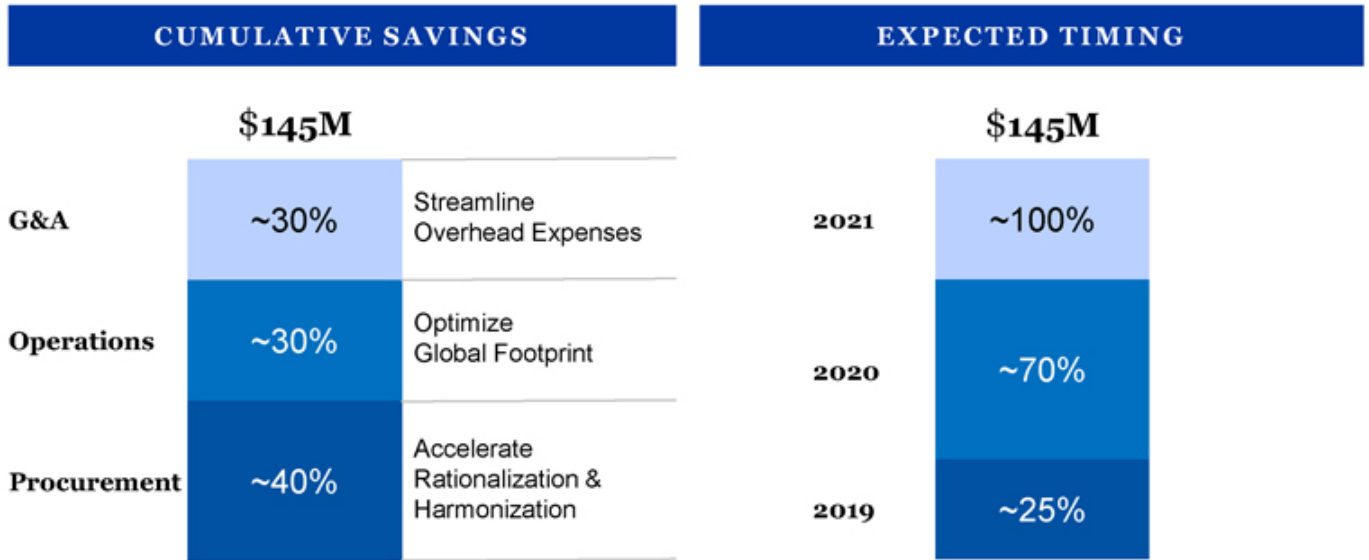 CUMULATIVE SAVINGS
$145M
G&A
~30%
Streamline
Overhead Expenses
Operations
~30%
Optimize
Global Footprint
Procurement
~40%
Accelerate
Rationalization &
Harmonization
EXPECTED TIMING
$145M
2021
~100%
2020
~70%
2019
~25%